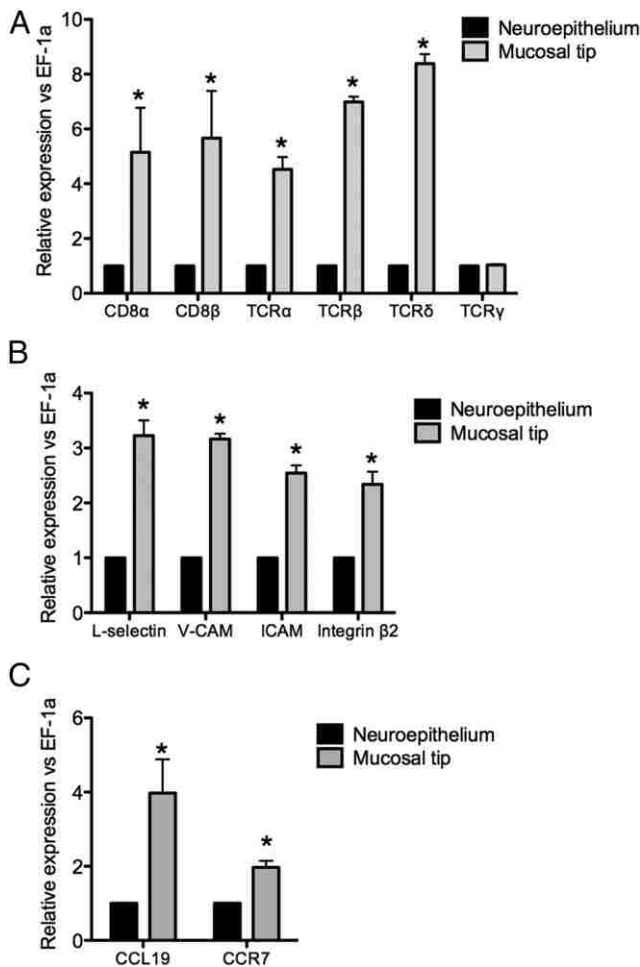 A
Relative expression vs EF-1a
10
8
6
4
2
0
* * * * *
CD8α CD8β TCRα TCRβ TCRδ TCRγ
Neuroepithelium
Mucosal tip
B
Relative expression vs EF-1a
4
3
2
1
0
* * * *
L-selectin V-CAM ICAM Integrin β2
Neuroepithelium
Mucosal tip
C
Relative expression vs EF-1a
6
4
2
0
* *
CCL19 CCR7
Neuroepithelium
Mucosal tip